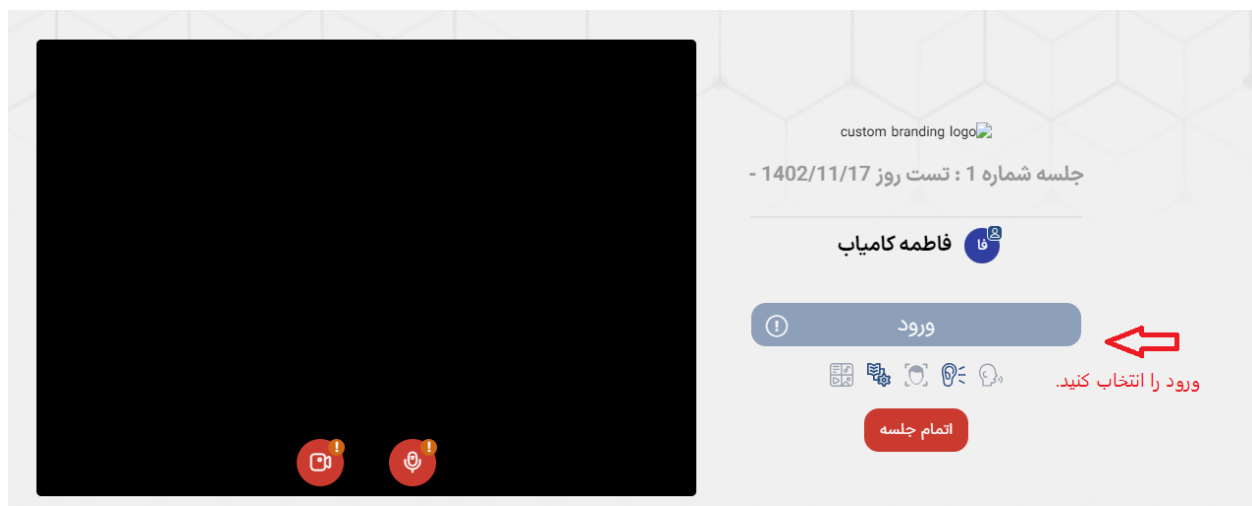 custom branding logo
جلسه شماره 1 : تست روز 1402/11/17 -
فا
فاطمه کامیاب
ورود
ورود را انتخاب کنید.
اتمام جلسه